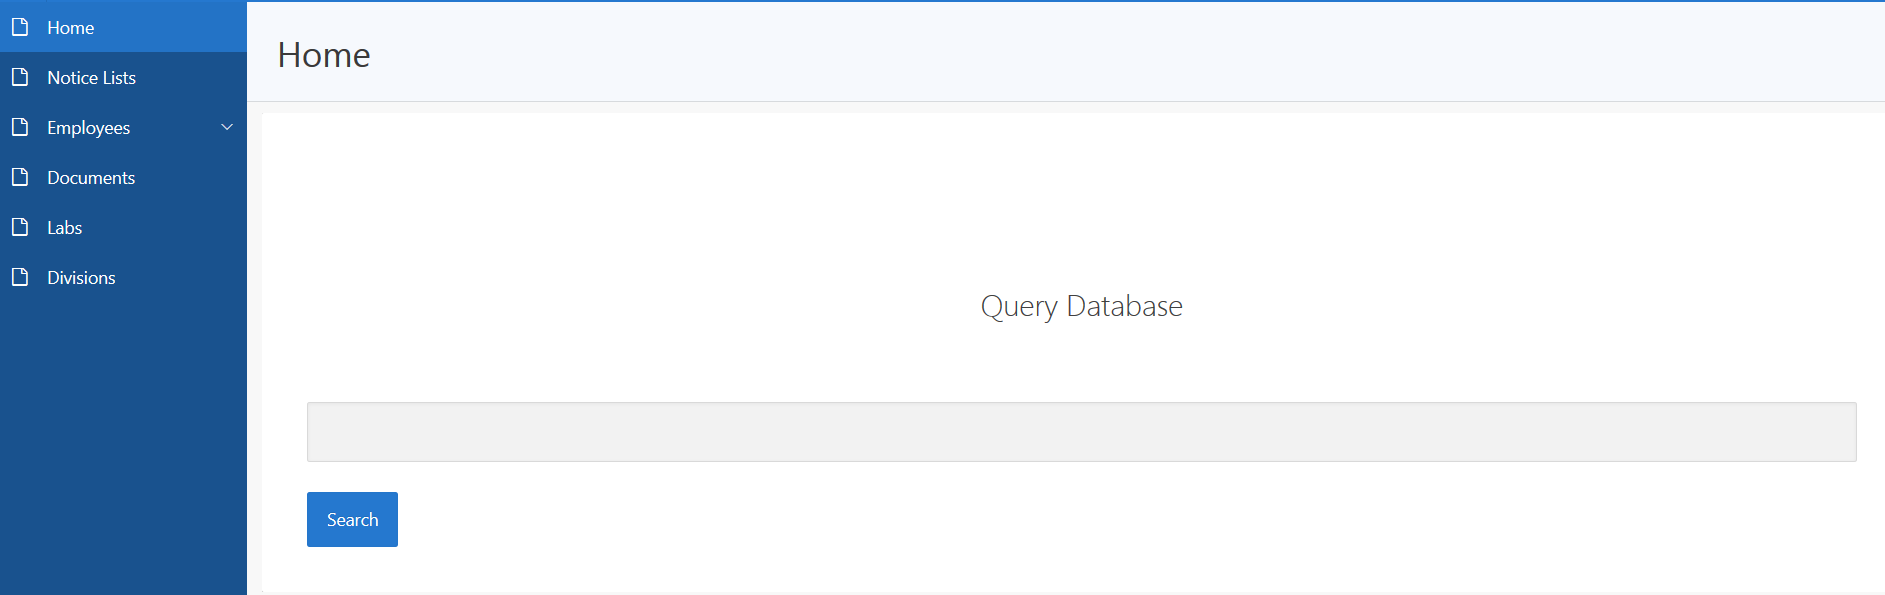 Home
Notice Lists
Employees
Documents
Labs
Divisions
Home
Query Database
Search